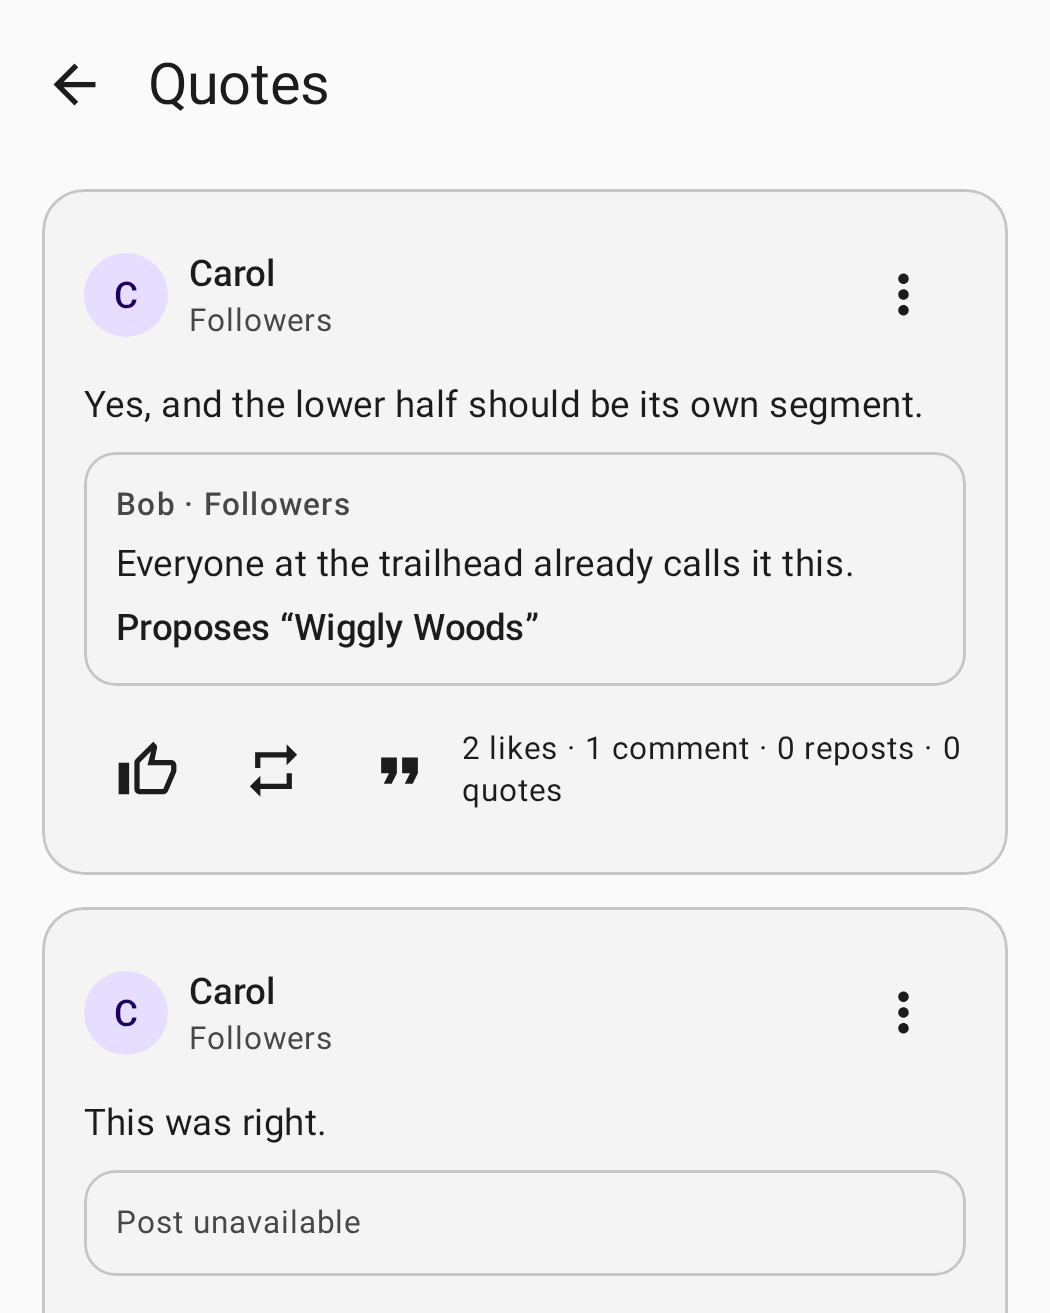 Quotes
C
Carol
Followers
Yes, and the lower half should be its own segment.
Bob · Followers
Everyone at the trailhead already calls it this.
Proposes “Wiggly Woods”
2 likes · 1 comment · 0 reposts · 0
quotes
C
Carol
Followers
This was right.
Post unavailable